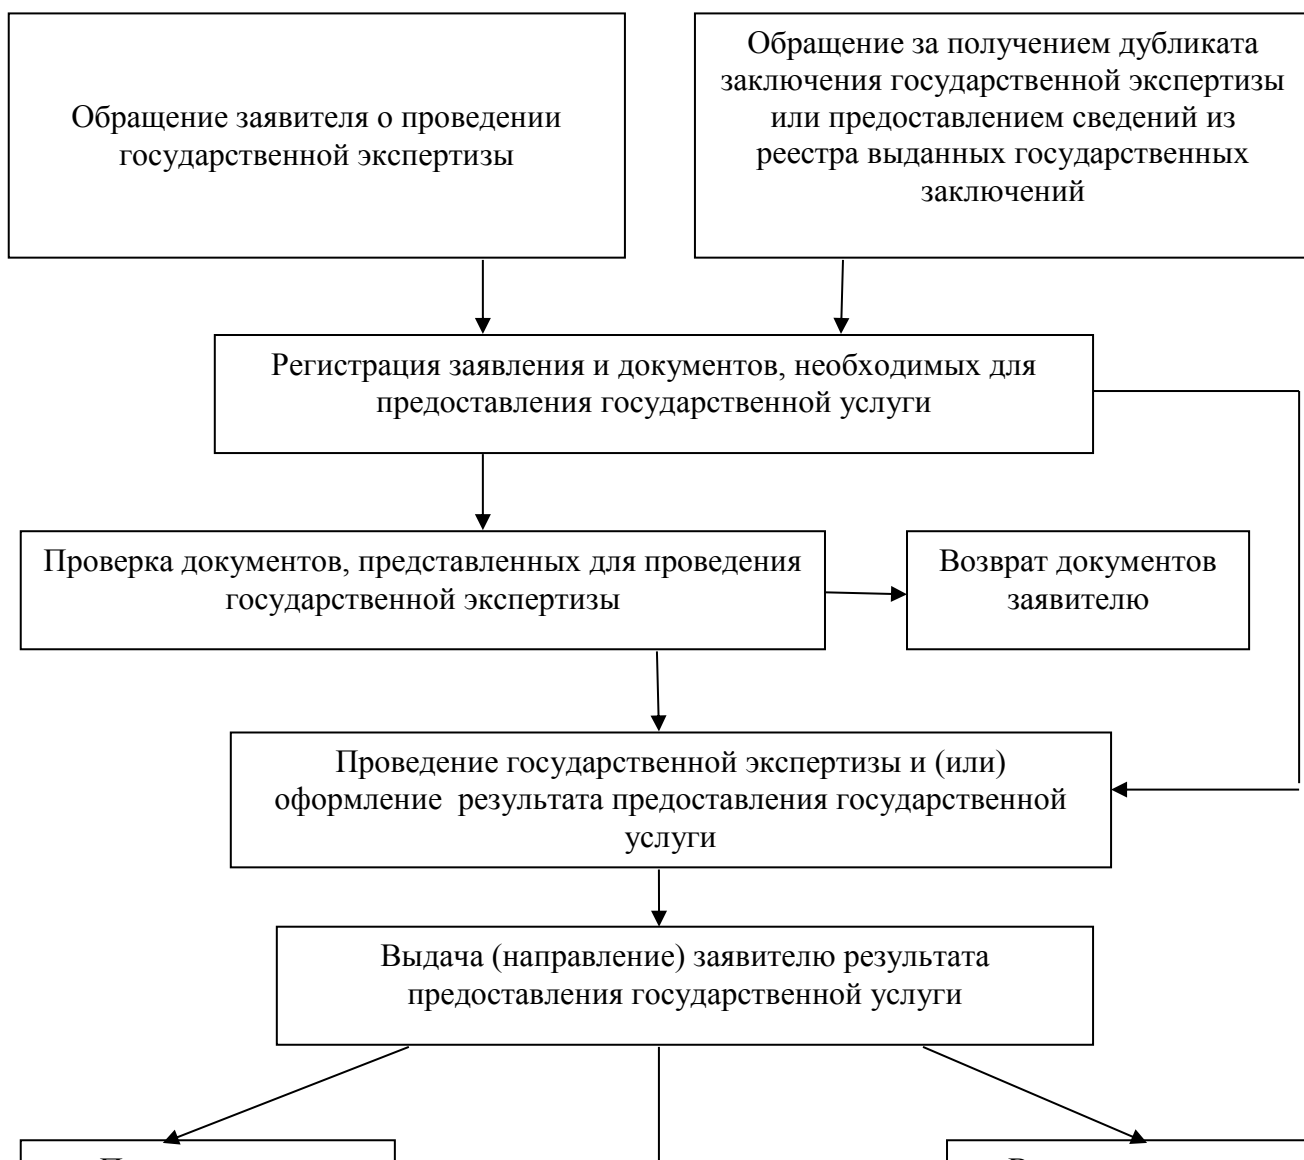 Обращение заявителя о проведении
государственной экспертизы
Обращение за получением дубликата
заключения государственной экспертизы
или предоставлением сведений из
реестра выданных государственных
заключений
Регистрация заявления и документов, необходимых для
предоставления государственной услуги
Проверка документов, представленных для проведения
государственной экспертизы
Возврат документов
заявителю
Проведение государственной экспертизы и (или)
оформление результата предоставления государственной
услуги
Выдача (направление) заявителю результата
предоставления государственной услуги